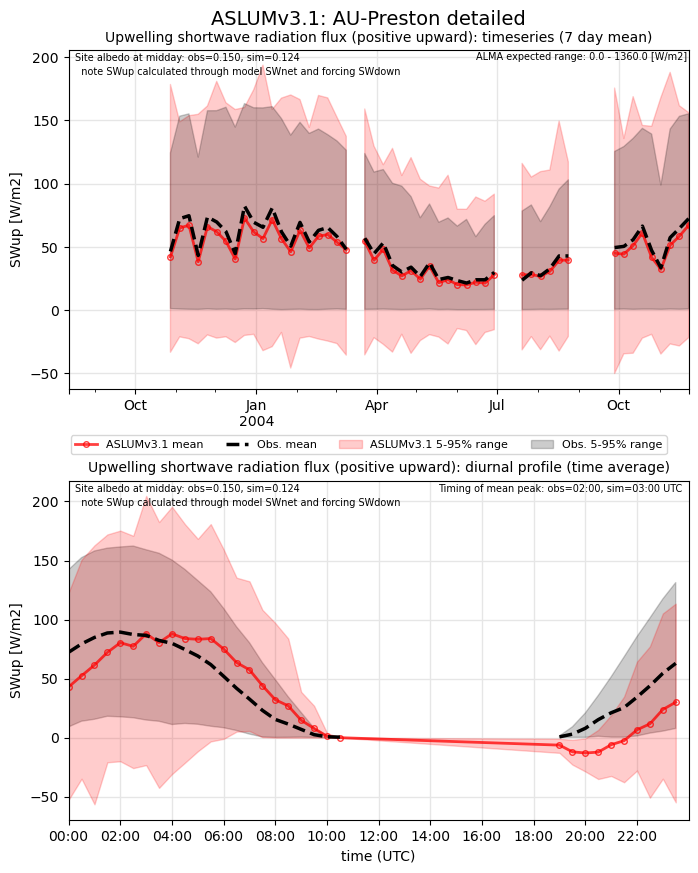 ASLUMv3.1: AU-Preston detailed
Upwelling shortwave radiation flux (positive upward): timeseries (7 day mean)
Site albedo at midday: obs=0.150, sim=0.124
ALMA expected range: 0.0 - 1360.0 [W/m2]
note SWup calculated through model SWnet and forcing SWdown
SWup [W/m2]
200
150
100
50
0
−50
Oct
Jan
2004
Apr
Jul
Oct
ASLUMv3.1 mean
Obs. mean
ASLUMv3.1 5-95% range
Obs. 5-95% range
Upwelling shortwave radiation flux (positive upward): diurnal profile (time average)
Site albedo at midday: obs=0.150, sim=0.124
Timing of mean peak: obs=02:00, sim=03:00 UTC
note SWup calculated through model SWnet and forcing SWdown
SWup [W/m2]
200
150
100
50
0
−50
00:00
02:00
04:00
06:00
08:00
10:00
12:00
14:00
16:00
18:00
20:00
22:00
time (UTC)